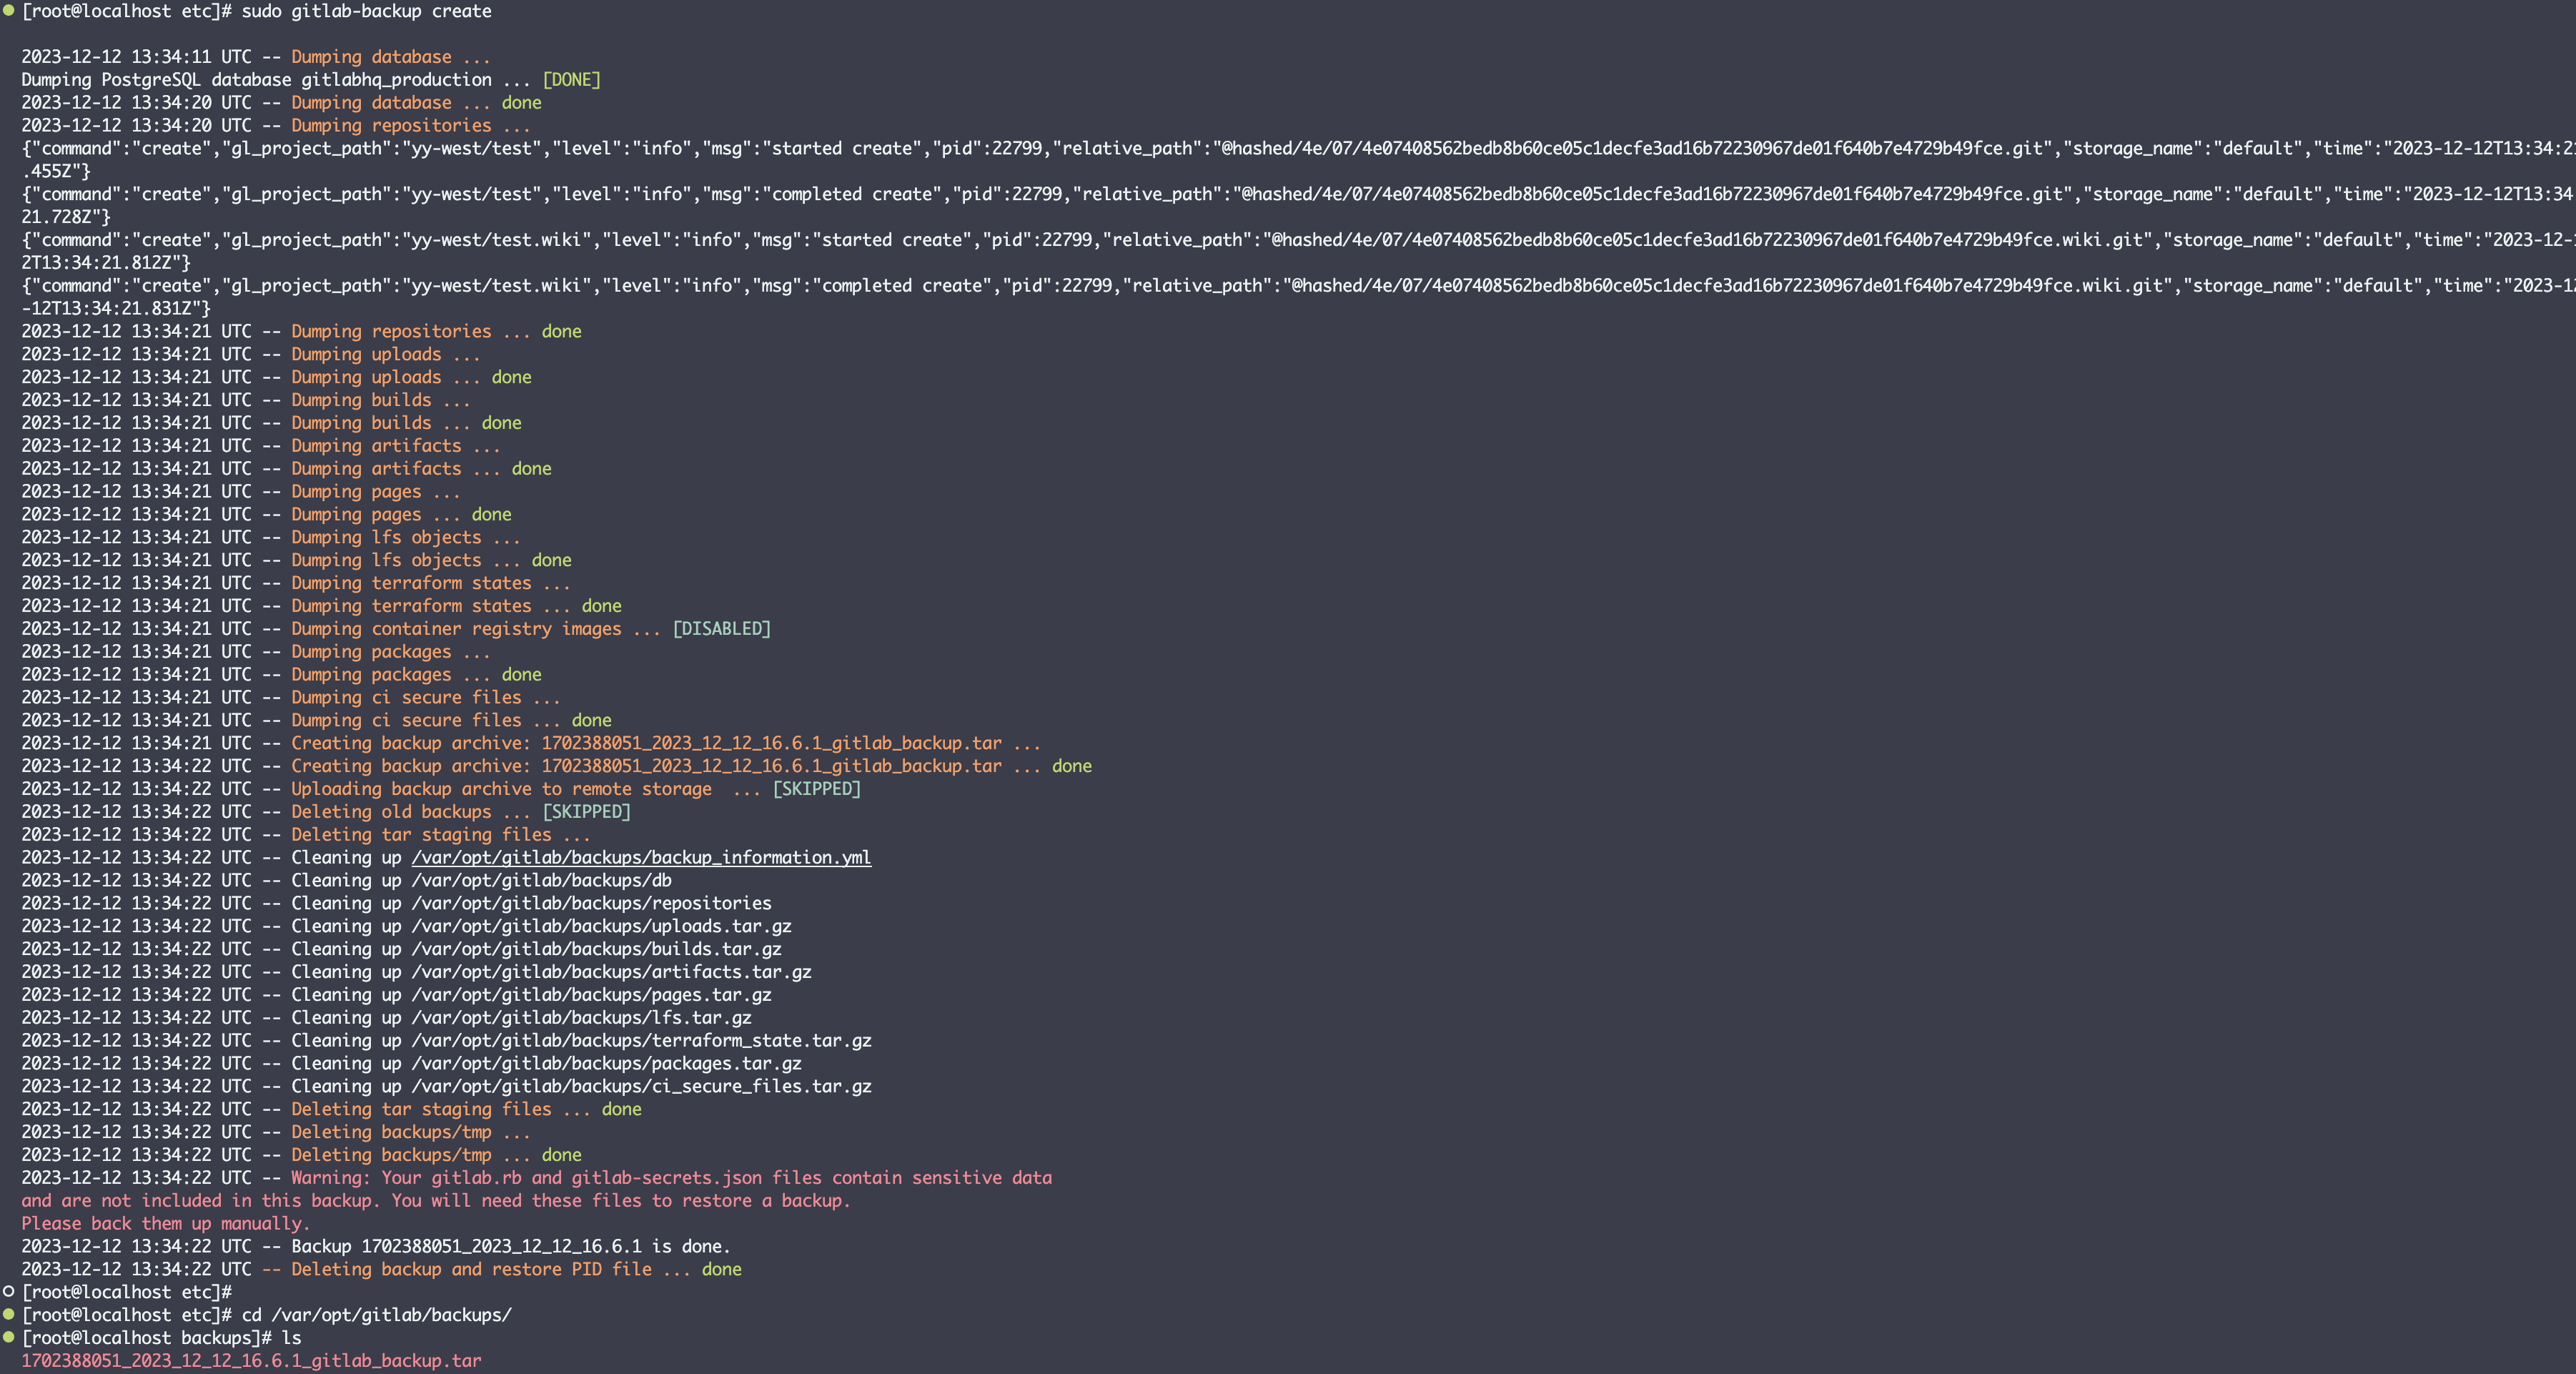 [root@localhost etc]# sudo gitlab-backup create
2023-12-12 13:34:11 UTC -- Dumping database ...
Dumping PostgreSQL database gitlabhq_production ... [DONE]
2023-12-12 13:34:20 UTC -- Dumping database ... done
2023-12-12 13:34:20 UTC -- Dumping repositories ...
{"command":"create","gl_project_path":"yy-west/test","level":"info","msg":"started create","pid":22799,"relative_path":"@hashed/4e/07/4e07408562bedb8b60ce05c1decfe3ad16b72230967de01f640b7e4729b49fce.git","storage_name":"default","time":"2023-12-12T13:34:21
.455Z"}
{"command":"create","gl_project_path":"yy-west/test","level":"info","msg":"completed create","pid":22799,"relative_path":"@hashed/4e/07/4e07408562bedb8b60ce05c1decfe3ad16b72230967de01f640b7e4729b49fce.git","storage_name":"default","time":"2023-12-12T13:34
21.728Z"}
{"command":"create","gl_project_path":"yy-west/test.wiki","level":"info","msg":"started create","pid":22799,"relative_path":"@hashed/4e/07/4e07408562bedb8b60ce05c1decfe3ad16b72230967de01f640b7e4729b49fce.wiki.git","storage_name":"default","time":"2023-12-
2T13:34:21.812Z"}
{"command":"create","gl_project_path":"yy-west/test.wiki","level":"info","msg":"completed create","pid":22799,"relative_path":"@hashed/4e/07/4e07408562bedb8b60ce05c1decfe3ad16b72230967de01f640b7e4729b49fce.wiki.git","storage_name":"default","time":"2023-12
-12T13:34:21.831Z"}
2023-12-12 13:34:21 UTC -- Dumping repositories ... done
2023-12-12 13:34:21 UTC -- Dumping uploads ...
2023-12-12 13:34:21 UTC -- Dumping uploads ... done
2023-12-12 13:34:21 UTC -- Dumping builds ...
2023-12-12 13:34:21 UTC -- Dumping builds ... done
2023-12-12 13:34:21 UTC -- Dumping artifacts ...
2023-12-12 13:34:21 UTC -- Dumping artifacts ... done
2023-12-12 13:34:21 UTC -- Dumping pages ...
2023-12-12 13:34:21 UTC -- Dumping pages ... done
2023-12-12 13:34:21 UTC -- Dumping lfs objects ...
2023-12-12 13:34:21 UTC -- Dumping lfs objects ... done
2023-12-12 13:34:21 UTC -- Dumping terraform states ...
2023-12-12 13:34:21 UTC -- Dumping terraform states ... done
2023-12-12 13:34:21 UTC -- Dumping container registry images ... [DISABLED]
2023-12-12 13:34:21 UTC -- Dumping packages ...
2023-12-12 13:34:21 UTC -- Dumping packages ... done
2023-12-12 13:34:21 UTC -- Dumping ci secure files ...
2023-12-12 13:34:21 UTC -- Dumping ci secure files ... done
2023-12-12 13:34:21 UTC -- Creating backup archive: 1702388051_2023_12_12_16.6.1_gitlab_backup.tar ...
2023-12-12 13:34:22 UTC -- Creating backup archive: 1702388051_2023_12_12_16.6.1_gitlab_backup.tar ... done
2023-12-12 13:34:22 UTC -- Uploading backup archive to remote storage  ... [SKIPPED]
2023-12-12 13:34:22 UTC -- Deleting old backups ... [SKIPPED]
2023-12-12 13:34:22 UTC -- Deleting tar staging files ...
2023-12-12 13:34:22 UTC -- Cleaning up /var/opt/gitlab/backups/backup_information.yml
2023-12-12 13:34:22 UTC -- Cleaning up /var/opt/gitlab/backups/db
2023-12-12 13:34:22 UTC -- Cleaning up /var/opt/gitlab/backups/repositories
2023-12-12 13:34:22 UTC -- Cleaning up /var/opt/gitlab/backups/uploads.tar.gz
2023-12-12 13:34:22 UTC -- Cleaning up /var/opt/gitlab/backups/builds.tar.gz
2023-12-12 13:34:22 UTC -- Cleaning up /var/opt/gitlab/backups/artifacts.tar.gz
2023-12-12 13:34:22 UTC -- Cleaning up /var/opt/gitlab/backups/pages.tar.gz
2023-12-12 13:34:22 UTC -- Cleaning up /var/opt/gitlab/backups/lfs.tar.gz
2023-12-12 13:34:22 UTC -- Cleaning up /var/opt/gitlab/backups/terraform_state.tar.gz
2023-12-12 13:34:22 UTC -- Cleaning up /var/opt/gitlab/backups/packages.tar.gz
2023-12-12 13:34:22 UTC -- Cleaning up /var/opt/gitlab/backups/ci_secure_files.tar.gz
2023-12-12 13:34:22 UTC -- Deleting tar staging files ... done
2023-12-12 13:34:22 UTC -- Deleting backups/tmp ...
2023-12-12 13:34:22 UTC -- Deleting backups/tmp ... done
2023-12-12 13:34:22 UTC -- Warning: Your gitlab.rb and gitlab-secrets.json files contain sensitive data
and are not included in this backup. You will need these files to restore a backup.
Please back them up manually.
2023-12-12 13:34:22 UTC -- Backup 1702388051_2023_12_12_16.6.1 is done.
2023-12-12 13:34:22 UTC -- Deleting backup and restore PID file ... done
[root@localhost etc]#
[root@localhost etc]# cd /var/opt/gitlab/backups/
[root@localhost backups]# ls
1702388051_2023_12_12_16.6.1_gitlab_backup.tar